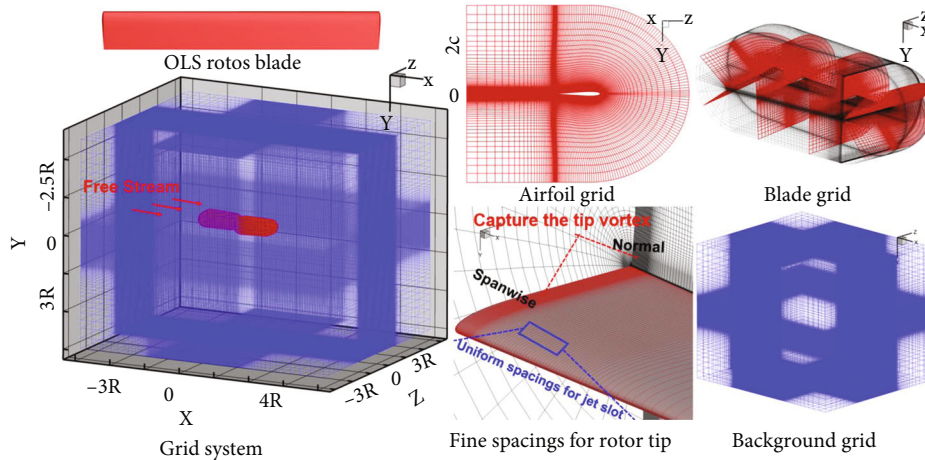 OLS rotos blade
z
x
Y
Free Stream
Y
−2.5R
0
3R
−3R
0
4R
X
−3R
0
3R
Z
Grid system
x
z
Y
2c
0
Airfoil grid
z
x
Y
Blade grid
Capture the tip vortex
Normal
Spanwise
Uniform spacings for jet slot
Fine spacings for rotor tip
z
x
Background grid